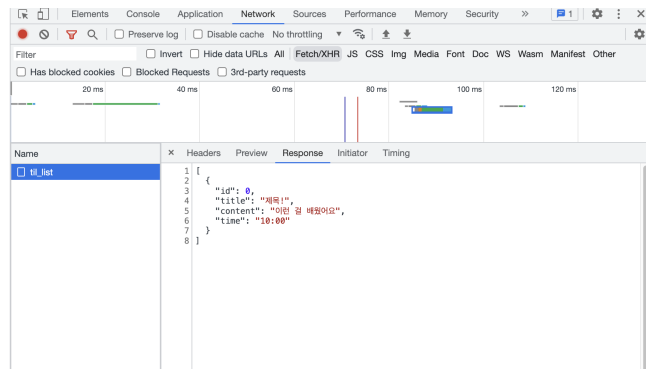 Elements Console Application Network Sources Performance Memory Security » 1
Preserve log Disable cache No throttling
Filter Invert Hide data URLs All Fetch/XHR JS CSS Img Media Font Doc WS Wasm Manifest Other
Has blocked cookies Blocked Requests 3rd-party requests
20 ms 40 ms 60 ms 80 ms 100 ms 120 ms
Name × Headers Preview Response Initiator Timing
til_list
1 [
2 {
3 "id": 0,
4 "title": "제목!",
5 "content": "이런 걸 배웠어요",
6 "time": "10:00"
7 }
8 ]